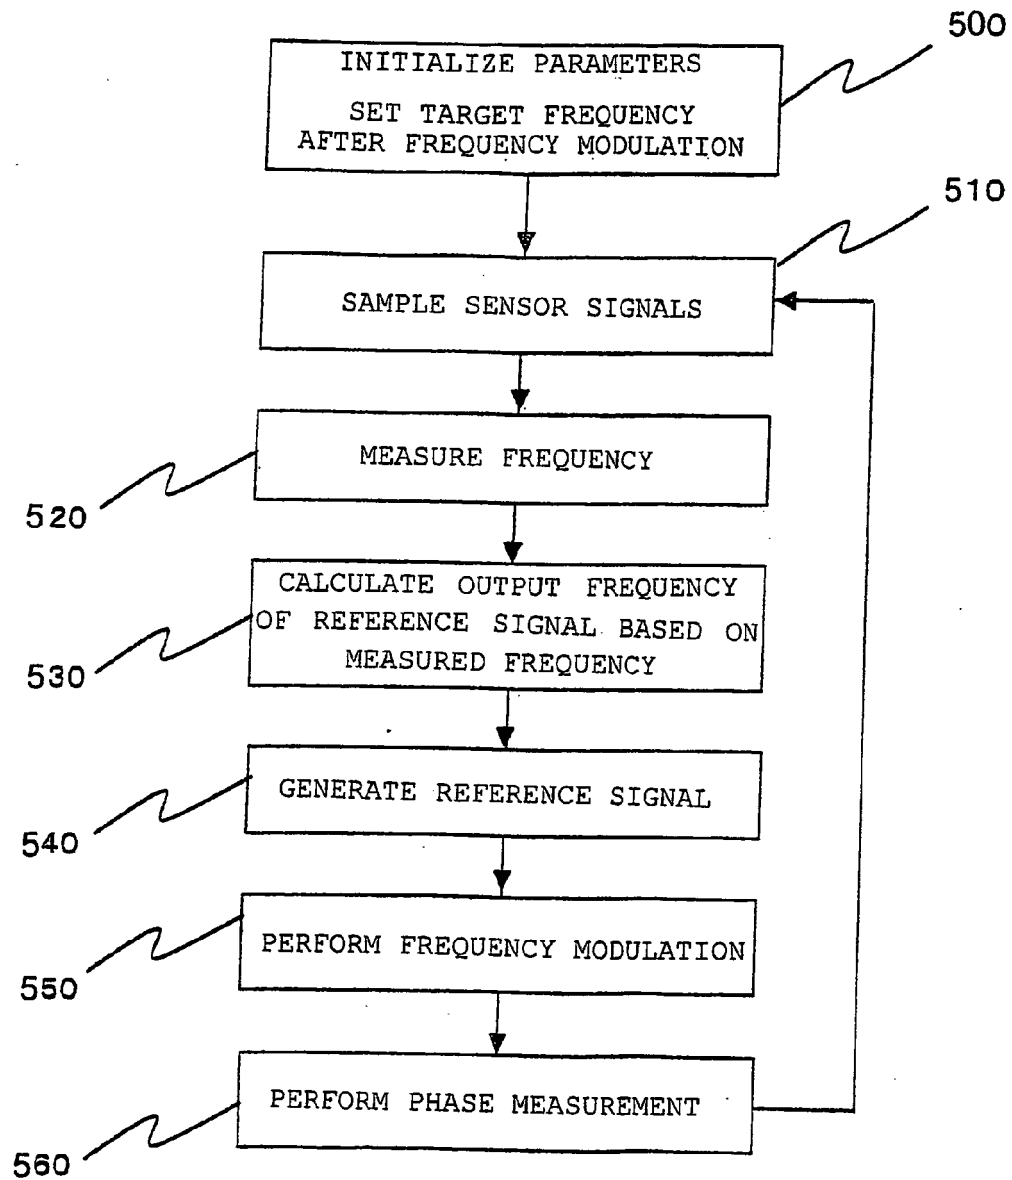 500
INITIALIZE PARAMETERS
SET TARGET FREQUENCY
AFTER FREQUENCY MODULATION
510
SAMPLE SENSOR SIGNALS
MEASURE FREQUENCY
520
CALCULATE OUTPUT FREQUENCY
OF REFERENCE SIGNAL BASED ON
MEASURED FREQUENCY
530
GENERATE REFERENCE SIGNAL
540
PERFORM FREQUENCY MODULATION
550
PERFORM PHASE MEASUREMENT
560